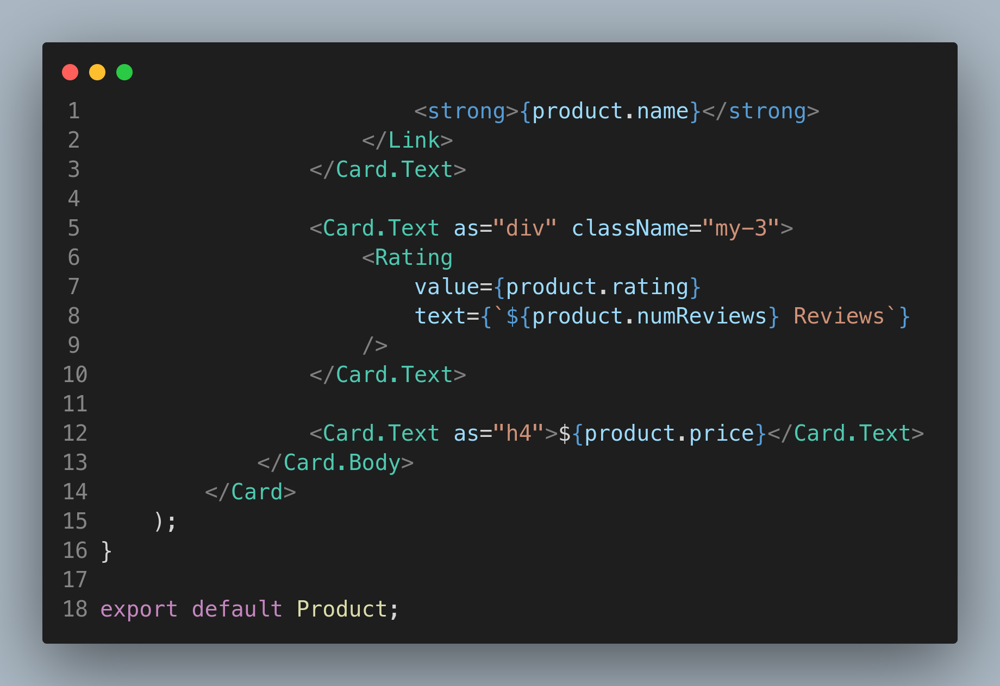 1                         <strong>{product.name}</strong>
2                     </Link>
3                 </Card.Text>
4
5                 <Card.Text as="div" className="my-3">
6                     <Rating
7                         value={product.rating}
8                         text={`${product.numReviews} Reviews`}
9                     />
10                 </Card.Text>
11
12                 <Card.Text as="h4">${product.price}</Card.Text>
13             </Card.Body>
14         </Card>
15     );
16 }
17
18 export default Product;